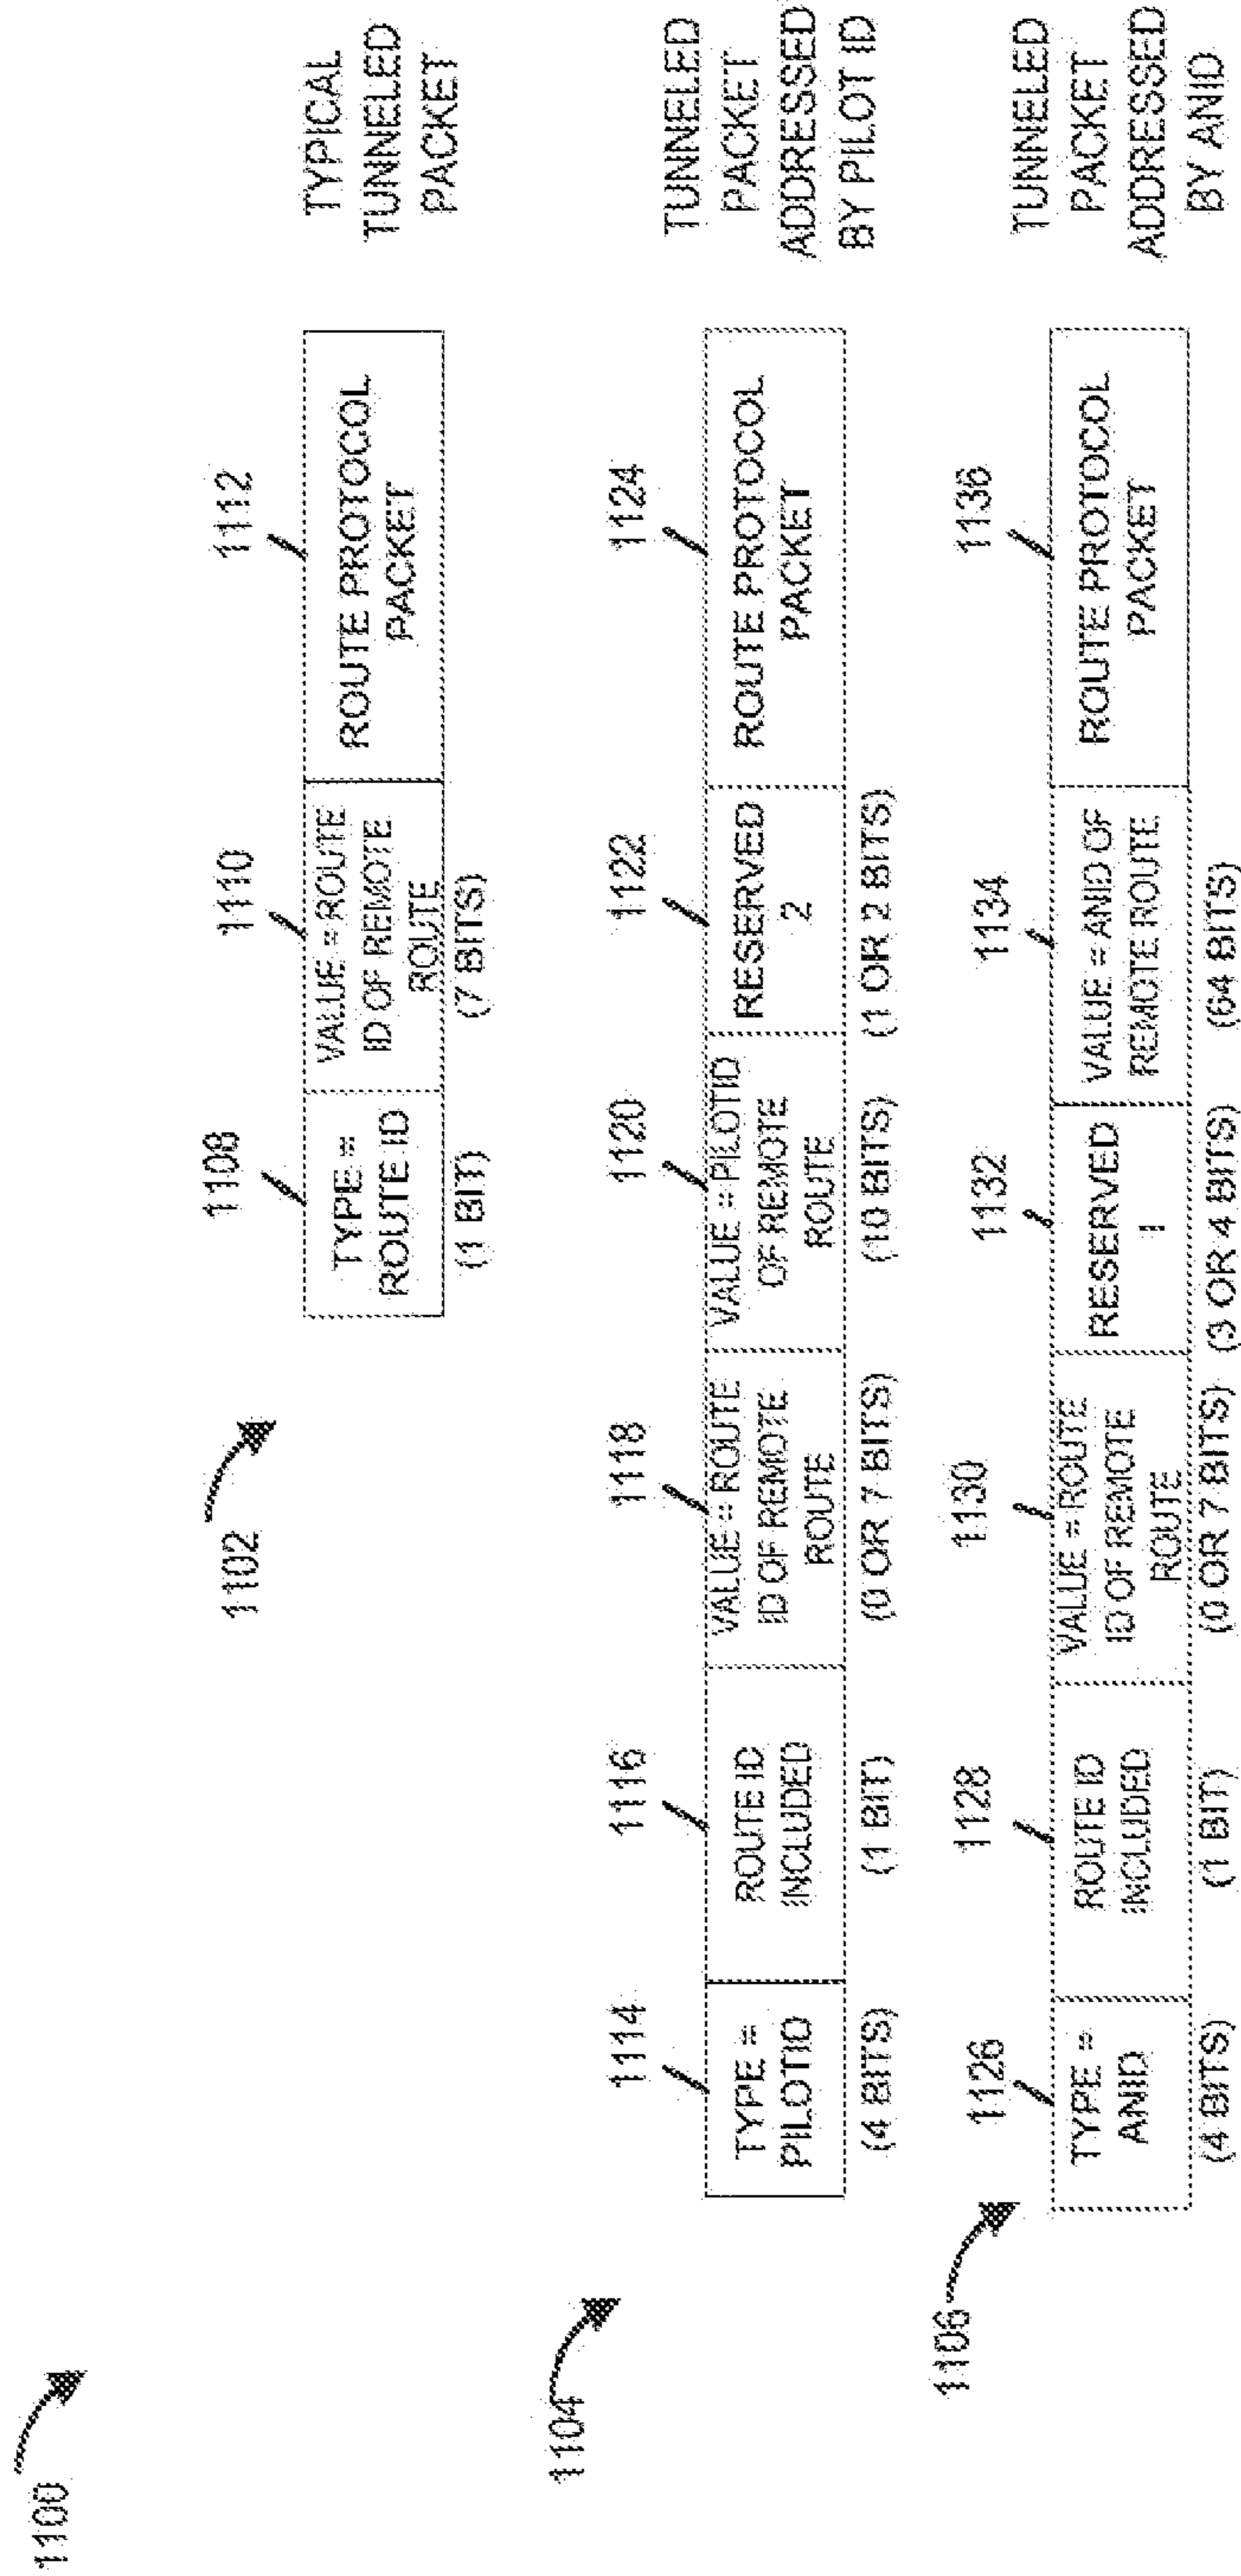 1100
1102
1108
1110
1112
TYPE =
ROUTE ID
VALUE = ROUTE
ID OF REMOTE
ROUTE
ROUTE PROTOCOL
PACKET
(1 BIT)
(7 BITS)
TYPICAL
TUNNELED
PACKET
1104
1114
1116
1118
1120
1122
1124
TYPE =
PILOTID
ROUTE ID
INCLUDED
VALUE = ROUTE
ID OF REMOTE
ROUTE
VALUE = PILOTID
OF REMOTE
ROUTE
RESERVED
2
ROUTE PROTOCOL
PACKET
(4 BITS)
(1 BIT)
(0 OR 7 BITS)
(10 BITS)
(1 OR 2 BITS)
TUNNELED
PACKET
ADDRESSED
BY PILOT ID
1106
1126
1128
1130
1132
1134
1136
TYPE =
ANID
ROUTE ID
INCLUDED
VALUE = ROUTE
ID OF REMOTE
ROUTE
RESERVED
1
VALUE = ANID OF
REMOTE ROUTE
ROUTE PROTOCOL
PACKET
(4 BITS)
(1 BIT)
(0 OR 7 BITS)
(3 OR 4 BITS)
(64 BITS)
TUNNELED
PACKET
ADDRESSED
BY ANID